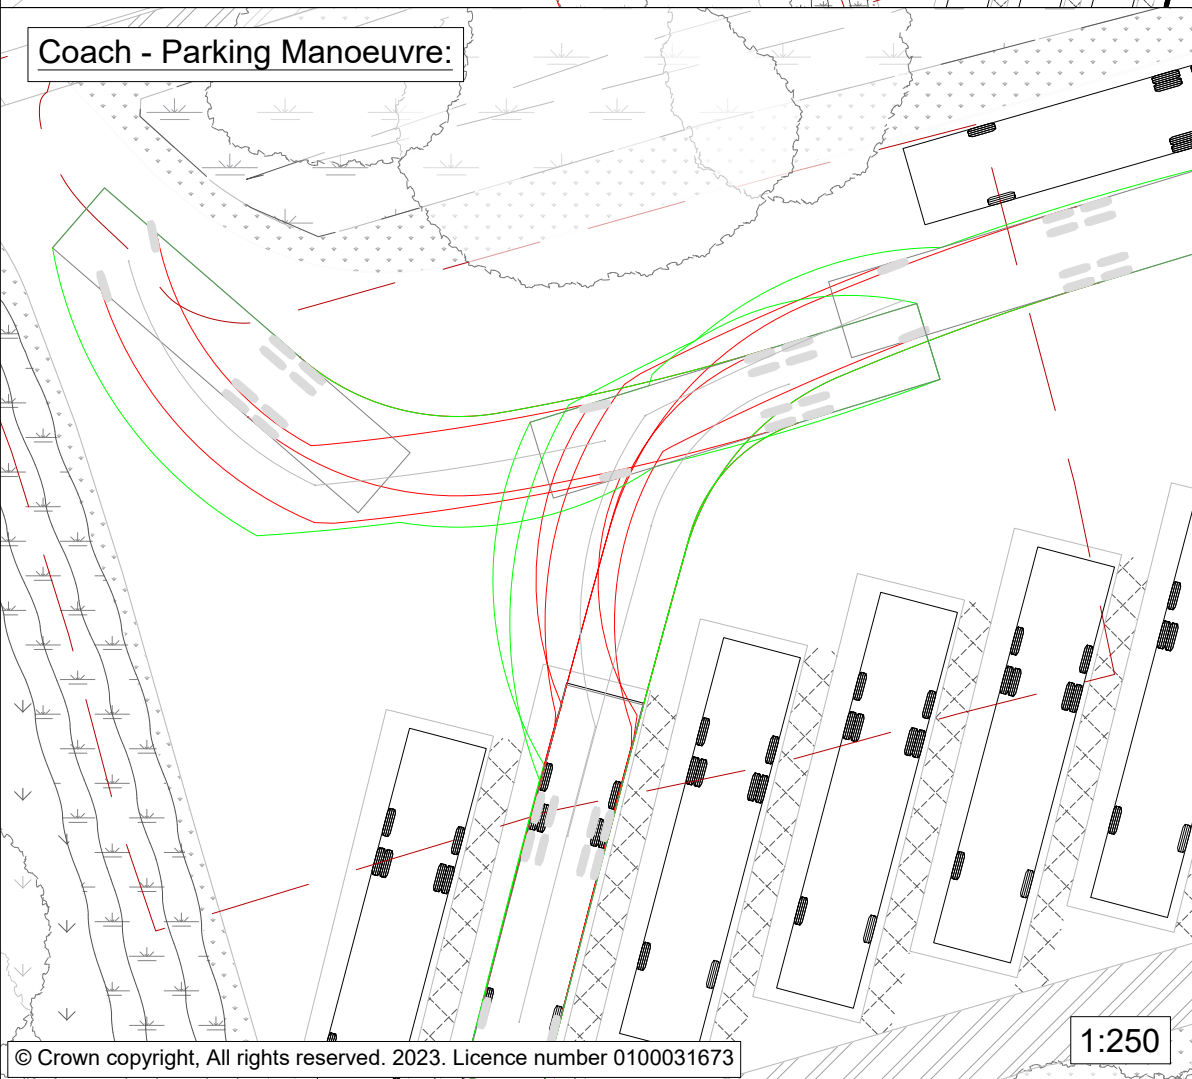 Coach - Parking Manoeuvre:
1:250
© Crown copyright, All rights reserved. 2023. Licence number 0100031673